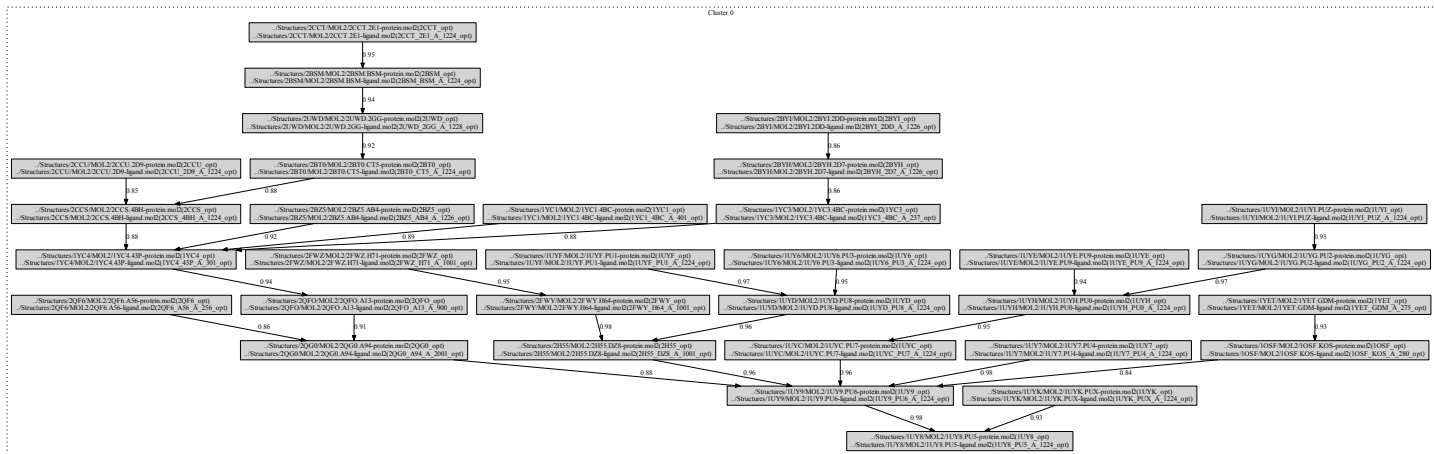 Cluster.0
../Structures/2CCT/MOL2/2CCT.2E1-protein.mol2(2CCT_opt)
../Structures/2CCT/MOL2/2CCT.2E1-ligand.mol2(2CCT_2E1_A_1224_opt)
0.95
../Structures/2BSM/MOL2/2BSM.BSM-protein.mol2(2BSM_opt)
../Structures/2BSM/MOL2/2BSM.BSM-ligand.mol2(2BSM_BSM_A_1224_opt)
0.94
../Structures/2UWD/MOL2/2UWD.2GG-protein.mol2(2UWD_opt)
../Structures/2UWD/MOL2/2UWD.2GG-ligand.mol2(2UWD_2GG_A_1228_opt)
../Structures/2BYI/MOL2/2BYI.2DD-protein.mol2(2BYI_opt)
../Structures/2BYI/MOL2/2BYI.2DD-ligand.mol2(2BYI_2DD_A_1226_opt)
0.92
0.86
../Structures/2CCU/MOL2/2CCU.2D9-protein.mol2(2CCU_opt)
../Structures/2CCU/MOL2/2CCU.2D9-ligand.mol2(2CCU_2D9_A_1224_opt)
../Structures/2BT0/MOL2/2BT0.CT5-protein.mol2(2BT0_opt)
../Structures/2BT0/MOL2/2BT0.CT5-ligand.mol2(2BT0_CT5_A_1224_opt)
../Structures/2BYH/MOL2/2BYH.2D7-protein.mol2(2BYH_opt)
../Structures/2BYH/MOL2/2BYH.2D7-ligand.mol2(2BYH_2D7_A_1226_opt)
0.85
0.88
0.86
../Structures/2CCS/MOL2/2CCS.4BH-protein.mol2(2CCS_opt)
../Structures/2CCS/MOL2/2CCS.4BH-ligand.mol2(2CCS_4BH_A_1224_opt)
../Structures/2BZ5/MOL2/2BZ5.AB4-protein.mol2(2BZ5_opt)
../Structures/2BZ5/MOL2/2BZ5.AB4-ligand.mol2(2BZ5_AB4_A_1226_opt)
../Structures/1YC1/MOL2/1YC1.4BC-protein.mol2(1YC1_opt)
../Structures/1YC1/MOL2/1YC1.4BC-ligand.mol2(1YC1_4BC_A_401_opt)
../Structures/1YC3/MOL2/1YC3.4BC-protein.mol2(1YC3_opt)
../Structures/1YC3/MOL2/1YC3.4BC-ligand.mol2(1YC3_4BC_A_237_opt)
../Structures/1UYI/MOL2/1UYI.PUZ-protein.mol2(1UYI_opt)
../Structures/1UYI/MOL2/1UYI.PUZ-ligand.mol2(1UYI_PUZ_A_1224_opt)
0.88
0.92
0.89
0.88
0.93
../Structures/1YC4/MOL2/1YC4.43P-protein.mol2(1YC4_opt)
../Structures/1YC4/MOL2/1YC4.43P-ligand.mol2(1YC4_43P_A_301_opt)
../Structures/2FWZ/MOL2/2FWZ.H71-protein.mol2(2FWZ_opt)
../Structures/2FWZ/MOL2/2FWZ.H71-ligand.mol2(2FWZ_H71_A_1001_opt)
../Structures/1UYF/MOL2/1UYF.PU1-protein.mol2(1UYF_opt)
../Structures/1UYF/MOL2/1UYF.PU1-ligand.mol2(1UYF_PU1_A_1224_opt)
../Structures/1UY6/MOL2/1UY6.PU3-protein.mol2(1UY6_opt)
../Structures/1UY6/MOL2/1UY6.PU3-ligand.mol2(1UY6_PU3_A_1224_opt)
../Structures/1UYE/MOL2/1UYE.PU9-protein.mol2(1UYE_opt)
../Structures/1UYE/MOL2/1UYE.PU9-ligand.mol2(1UYE_PU9_A_1224_opt)
../Structures/1UYG/MOL2/1UYG.PU2-protein.mol2(1UYG_opt)
../Structures/1UYG/MOL2/1UYG.PU2-ligand.mol2(1UYG_PU2_A_1224_opt)
0.94
0.95
0.97
0.95
0.94
0.97
../Structures/2QF6/MOL2/2QF6.A56-protein.mol2(2QF6_opt)
../Structures/2QF6/MOL2/2QF6.A56-ligand.mol2(2QF6_A56_A_256_opt)
../Structures/2QFO/MOL2/2QFO.A13-protein.mol2(2QFO_opt)
../Structures/2QFO/MOL2/2QFO.A13-ligand.mol2(2QFO_A13_A_900_opt)
../Structures/2FWY/MOL2/2FWY.H64-protein.mol2(2FWY_opt)
../Structures/2FWY/MOL2/2FWY.H64-ligand.mol2(2FWY_H64_A_1001_opt)
../Structures/1UYD/MOL2/1UYD.PU8-protein.mol2(1UYD_opt)
../Structures/1UYD/MOL2/1UYD.PU8-ligand.mol2(1UYD_PU8_A_1224_opt)
../Structures/1UYH/MOL2/1UYH.PU0-protein.mol2(1UYH_opt)
../Structures/1UYH/MOL2/1UYH.PU0-ligand.mol2(1UYH_PU0_A_1224_opt)
../Structures/1YET/MOL2/1YET.GDM-protein.mol2(1YET_opt)
../Structures/1YET/MOL2/1YET.GDM-ligand.mol2(1YET_GDM_A_275_opt)
0.86
0.91
0.98
0.96
0.95
0.93
../Structures/2QG0/MOL2/2QG0.A94-protein.mol2(2QG0_opt)
../Structures/2QG0/MOL2/2QG0.A94-ligand.mol2(2QG0_A94_A_2001_opt)
../Structures/2H55/MOL2/2H55.DZ8-protein.mol2(2H55_opt)
../Structures/2H55/MOL2/2H55.DZ8-ligand.mol2(2H55_DZ8_A_1001_opt)
../Structures/1UYC/MOL2/1UYC.PU7-protein.mol2(1UYC_opt)
../Structures/1UYC/MOL2/1UYC.PU7-ligand.mol2(1UYC_PU7_A_1224_opt)
../Structures/1UY7/MOL2/1UY7.PU4-protein.mol2(1UY7_opt)
../Structures/1UY7/MOL2/1UY7.PU4-ligand.mol2(1UY7_PU4_A_1224_opt)
../Structures/1OSF/MOL2/1OSF.KOS-protein.mol2(1OSF_opt)
../Structures/1OSF/MOL2/1OSF.KOS-ligand.mol2(1OSF_KOS_A_280_opt)
0.88
0.96
0.96
0.98
0.84
../Structures/1UY9/MOL2/1UY9.PU6-protein.mol2(1UY9_opt)
../Structures/1UY9/MOL2/1UY9.PU6-ligand.mol2(1UY9_PU6_A_1224_opt)
../Structures/1UYK/MOL2/1UYK.PUX-protein.mol2(1UYK_opt)
../Structures/1UYK/MOL2/1UYK.PUX-ligand.mol2(1UYK_PUX_A_1224_opt)
0.98
0.93
../Structures/1UY8/MOL2/1UY8.PU5-protein.mol2(1UY8_opt)
../Structures/1UY8/MOL2/1UY8.PU5-ligand.mol2(1UY8_PU5_A_1224_opt)